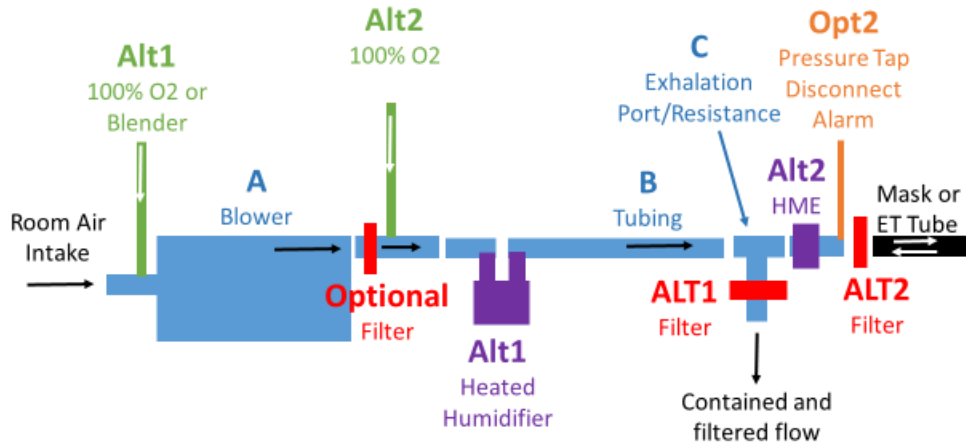 Alt1
100% O2 or
Blender
Alt2
100% O2
C
Exhalation
Port/Resistance
Opt2
Pressure Tap
Disconnect
Alarm
Room Air
Intake
A
Blower
B
Tubing
Alt2
HME
Mask or
ET Tube
Optional
Filter
Alt1
Heated
Humidifier
ALT1
Filter
ALT2
Filter
Contained and
filtered flow